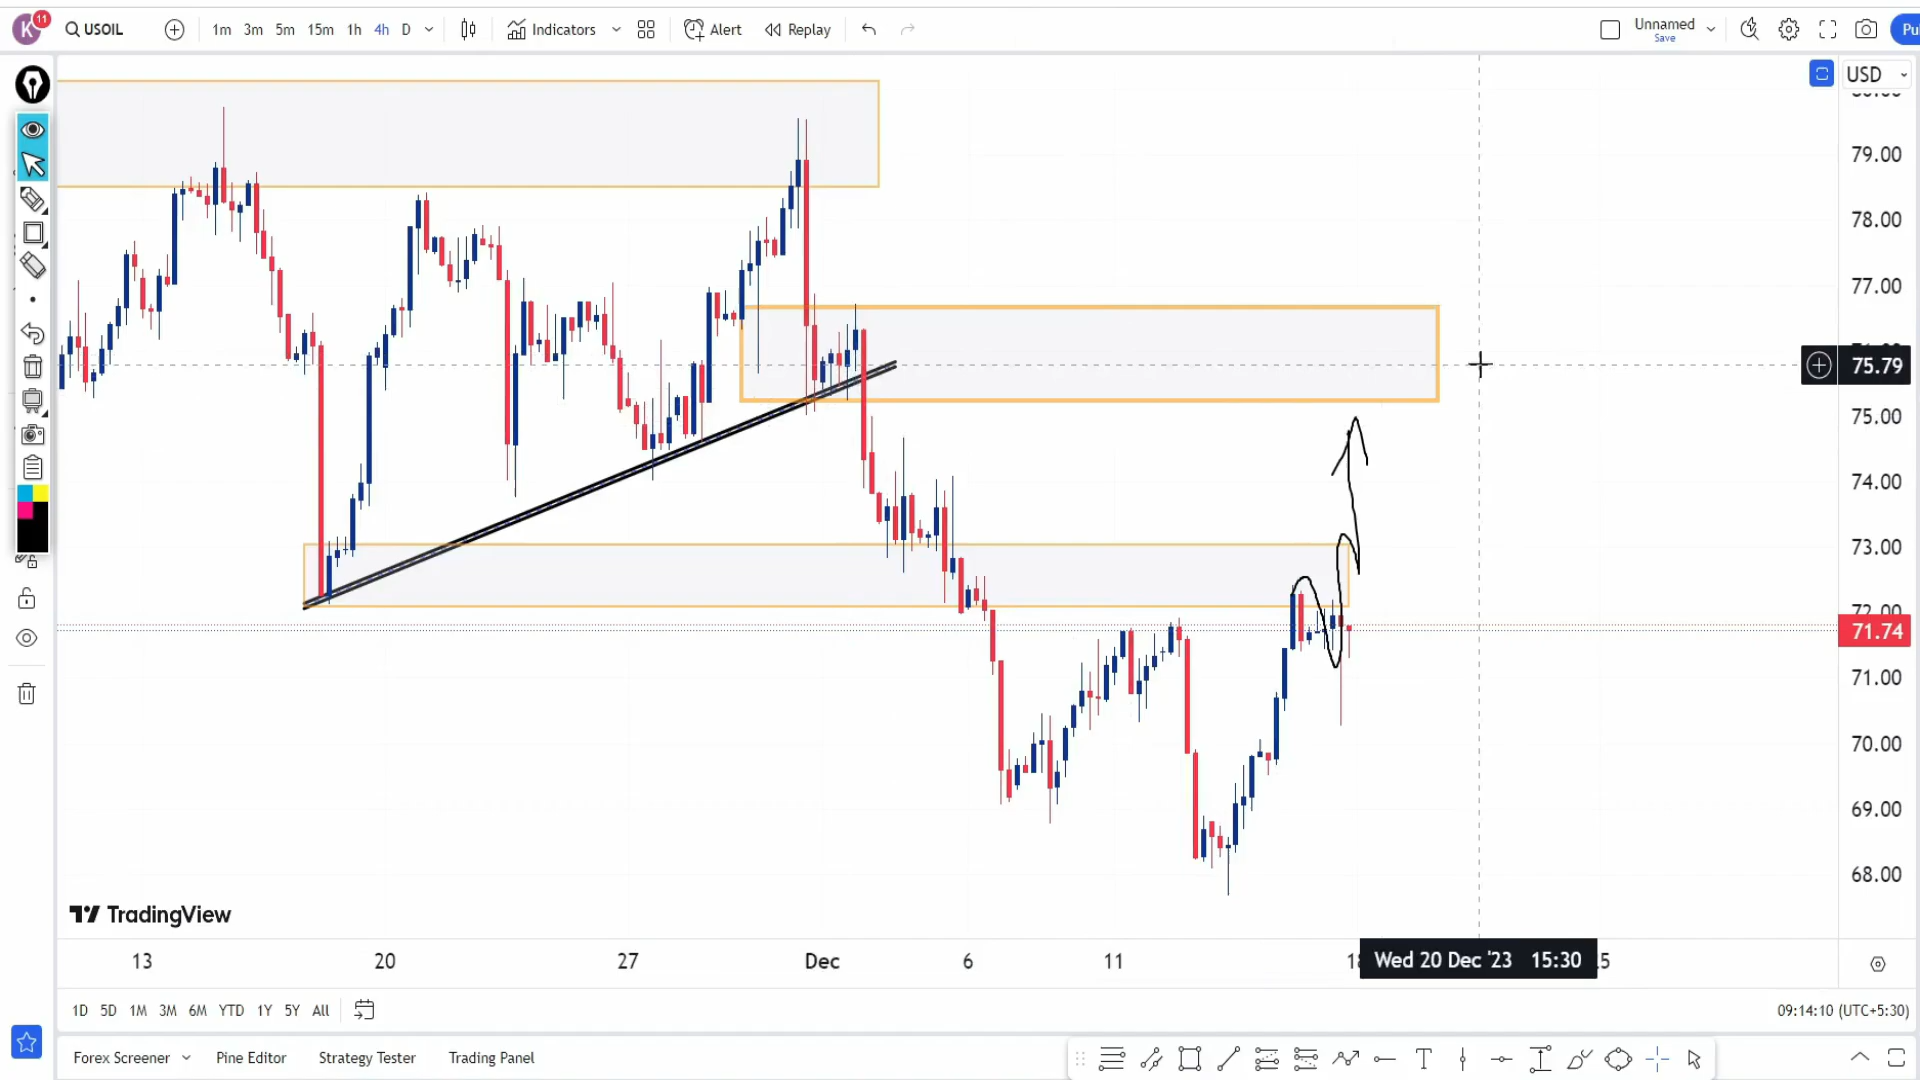 K 11 USOIL 1m 3m 5m 15m 1h 4h D Indicators Alert Replay Unnamed
Save
USD
79.00
78.00
77.00
75.79
75.00
74.00
73.00
72.00
71.74
71.00
70.00
69.00
68.00
TradingView
13 20 27 Dec 6 11 Wed 20 Dec '23 15:30
1D 5D 1M 3M 6M YTD 1Y 5Y All 09:14:10 (UTC+5:30)
Forex Screener Pine Editor Strategy Tester Trading Panel